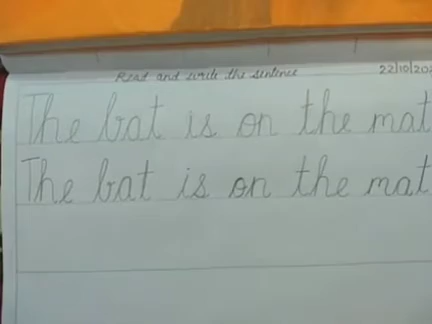 Read and write the sentence 22/10/202
The bat is on the mat
The bat is on the mat